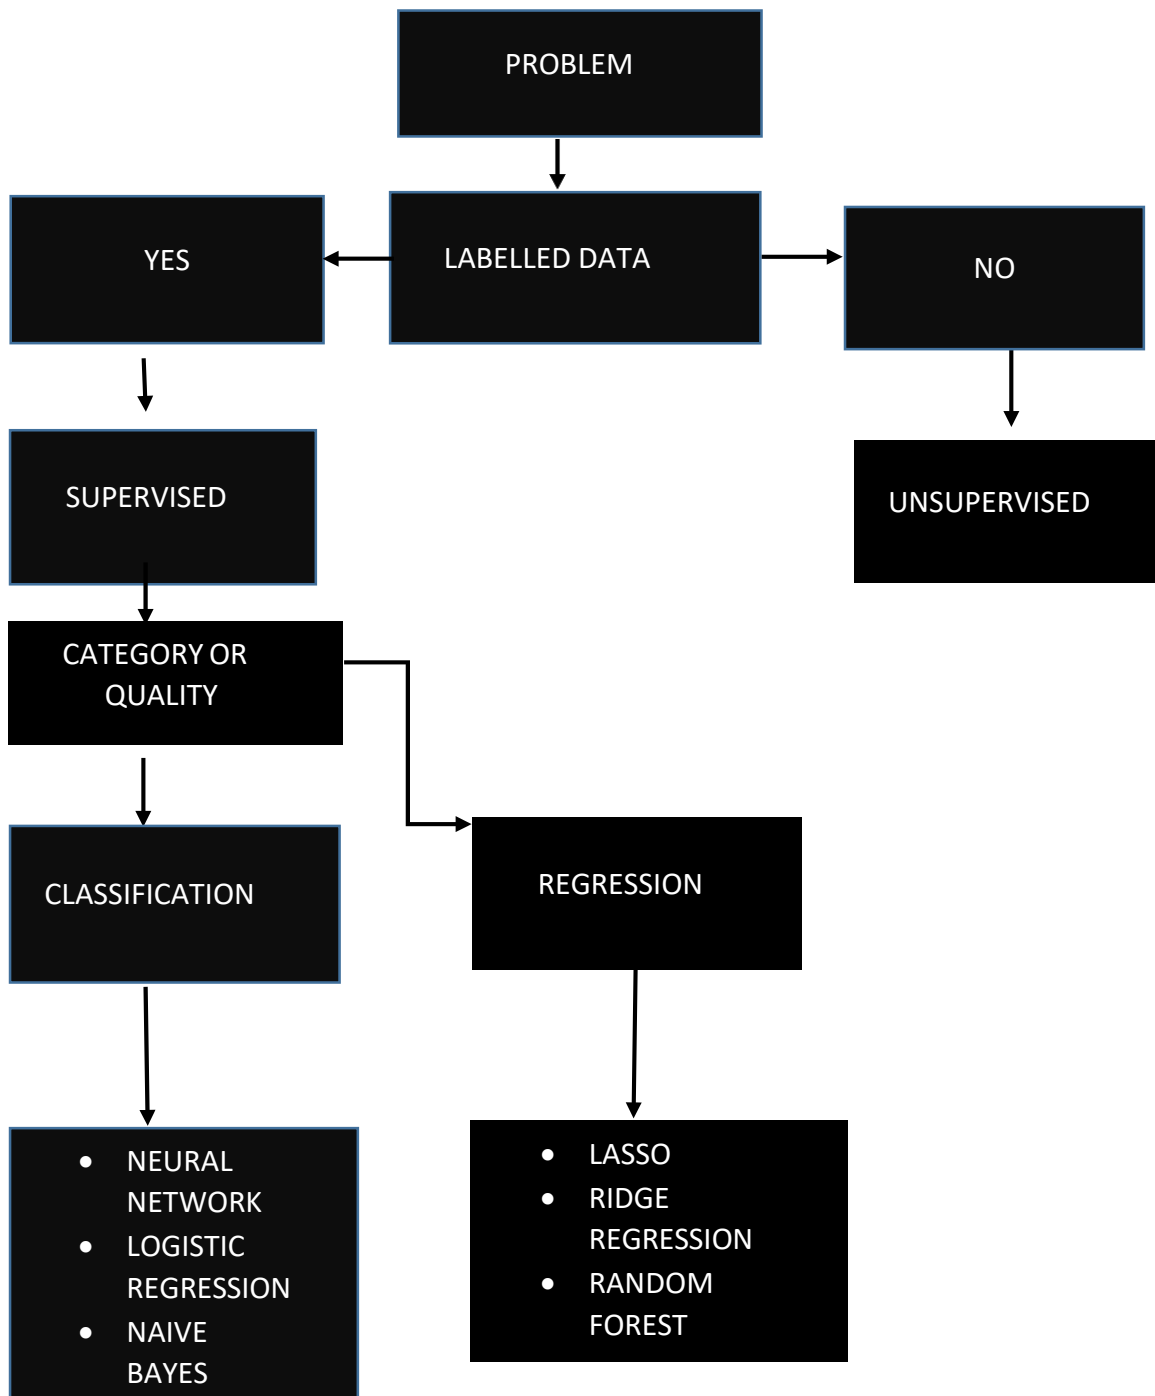 PROBLEM
YES
LABELLED DATA
NO
SUPERVISED
UNSUPERVISED
CATEGORY OR
QUALITY
CLASSIFICATION
REGRESSION
• NEURAL
NETWORK
• LOGISTIC
REGRESSION
• NAIVE
BAYES
• LASSO
• RIDGE
REGRESSION
• RANDOM
FOREST